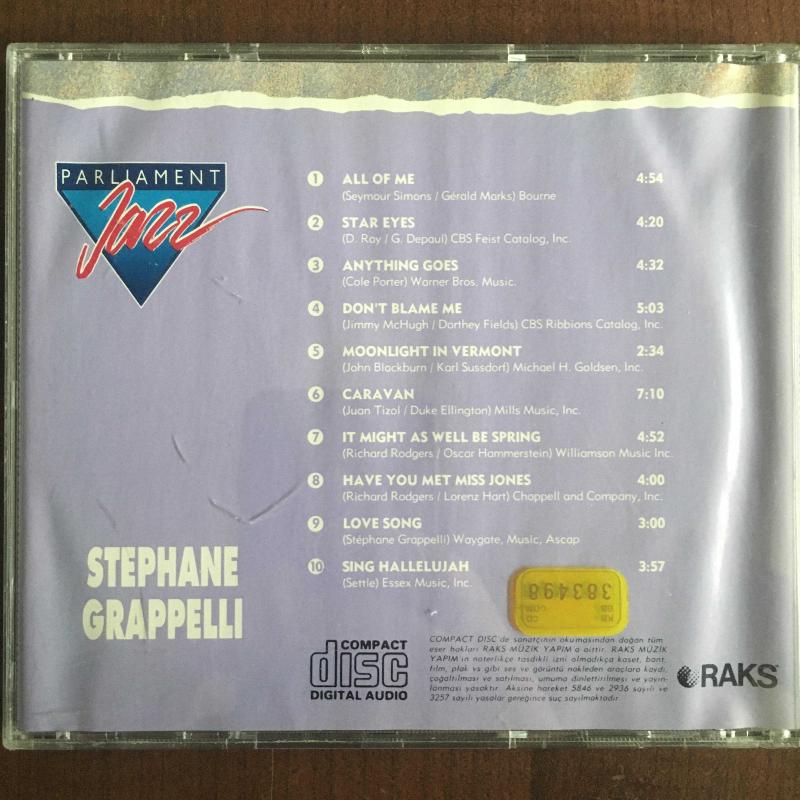 PARLIAMENT
Jazz
1 ALL OF ME 4:54
(Seymour Simons / Gérald Marks) Bourne
2 STAR EYES 4:20
(D. Ray / G. Depaul) CBS Feist Catalog, Inc.
3 ANYTHING GOES 4:32
(Cole Porter) Warner Bros. Music.
4 DON'T BLAME ME 5:03
(Jimmy McHugh / Dorthey Fields) CBS Ribbions Catalog, Inc.
5 MOONLIGHT IN VERMONT 2:34
(John Blackburn / Karl Sussdorf) Michael H. Goldsen, Inc.
6 CARAVAN 7:10
(Juan Tizol / Duke Ellington) Mills Music, Inc.
7 IT MIGHT AS WELL BE SPRING 4:52
(Richard Rodgers / Oscar Hammerstein) Williamson Music Inc.
8 HAVE YOU MET MISS JONES 4:00
(Richard Rodgers / Lorenz Hart) Chappell and Company, Inc.
9 LOVE SONG 3:00
(Stéphane Grappelli) Waygate, Music, Ascap
10 SING HALLELUJAH 3:57
(Settle) Essex Music, Inc.
STEPHANE
GRAPPELLI
383498
COMPACT
disc
DIGITAL AUDIO
COMPACT DISC'de sanatçının okumasından doğan tüm
eser hakları RAKS MÜZİK YAPIM'a aittir. RAKS MÜZİK
YAPIM'ın noterlikçe tasdikli izni olmadıkça kaset, bant,
film, plak vs gibi ses ve görüntü nakleden araçlara kaydı,
çoğaltılması ve satılması, umuma dinlettirilmesi ve yayın-
lanması yasaktır. Aksine hareket 5846 ve 2936 sayılı ve
3257 sayılı yasalar gereğince suç sayılmaktadır.
RAKS